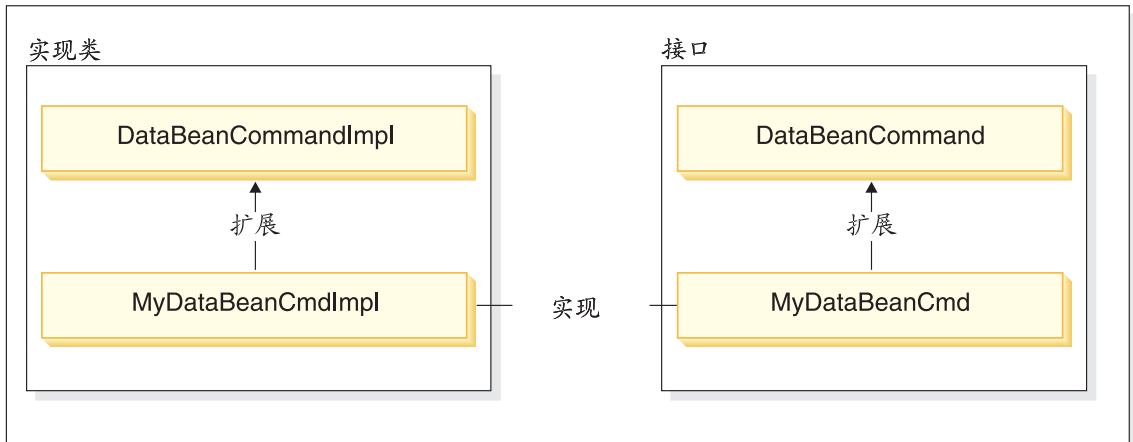 实现类
DataBeanCommandImpl
扩展
MyDataBeanCmdImpl
实现
接口
DataBeanCommand
扩展
MyDataBeanCmd